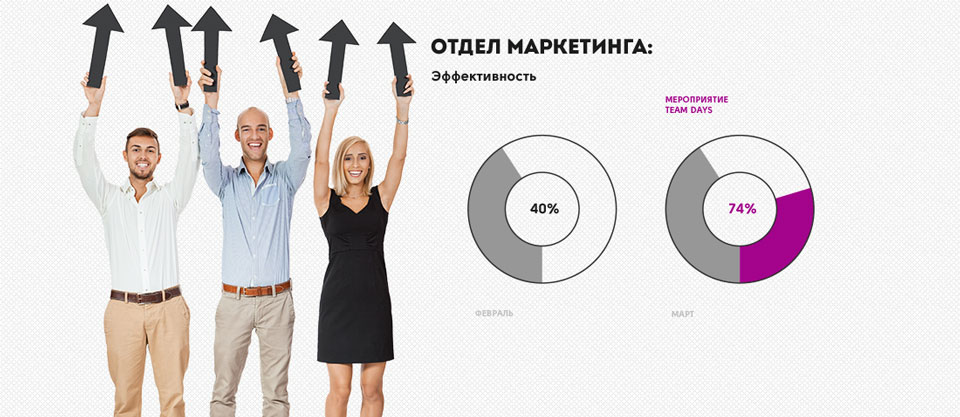 ОТДЕЛ МАРКЕТИНГА:
Эффективность
МЕРОПРИЯТИЕ
TEAM DAYS
40%
74%
ФЕВРАЛЬ
МАРТ